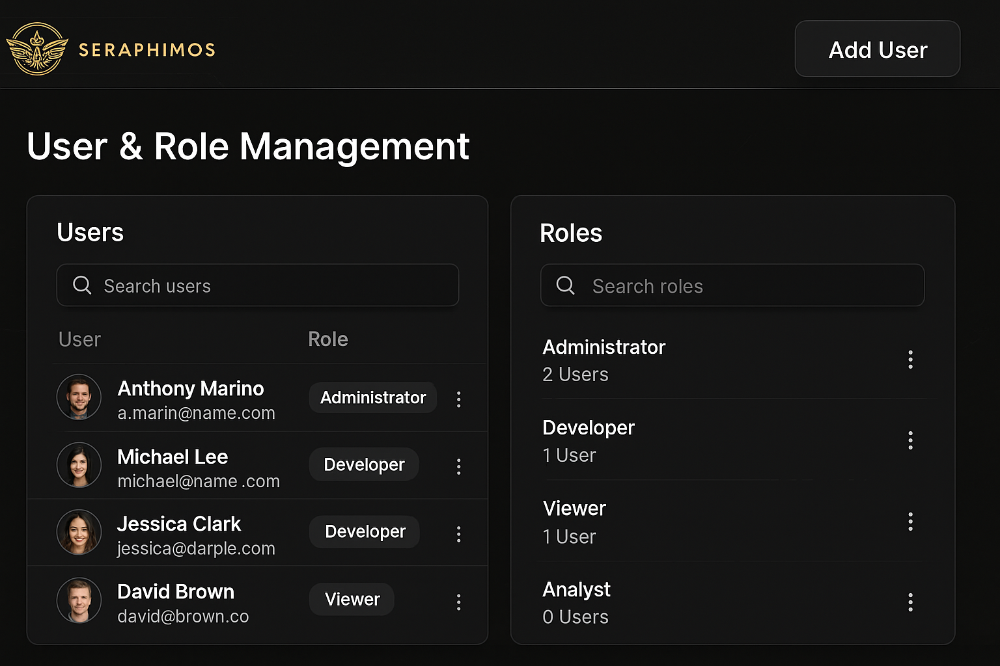 SERAPHIMOS
Add User
User & Role Management
Users
Search users
User Role
Anthony Marino
a.marin@name.com
Administrator
Michael Lee
michael@name .com
Developer
Jessica Clark
jessica@darple.com
Developer
David Brown
david@brown.co
Viewer
Roles
Search roles
Administrator
2 Users
Developer
1 User
Viewer
1 User
Analyst
0 Users